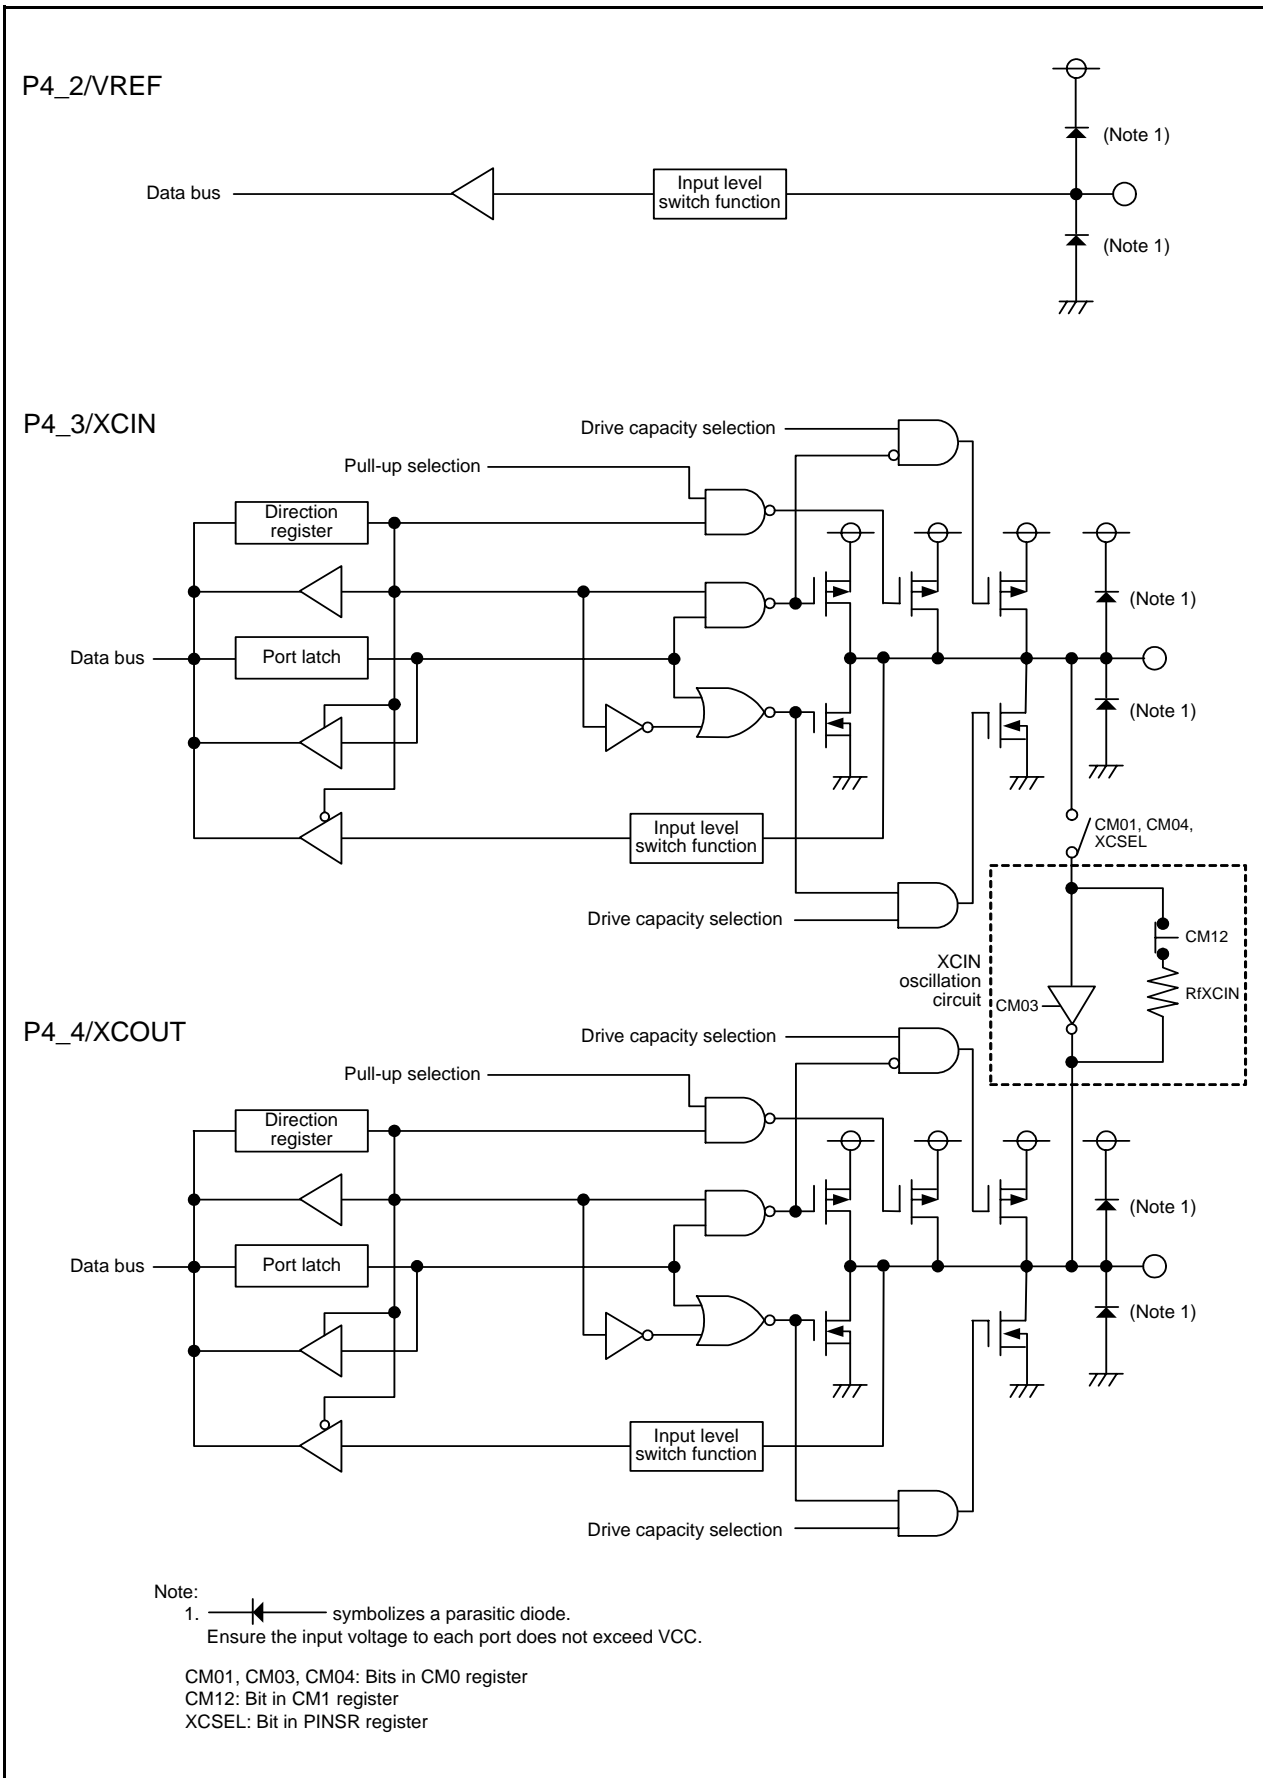 P4_2/VREF
(Note 1)
Data bus
Input level
switch function
(Note 1)
P4_3/XCIN
Drive capacity selection
Pull-up selection
Direction
register
(Note 1)
Data bus
Port latch
(Note 1)
Input level
switch function
CM01, CM04,
XCSEL
Drive capacity selection
CM12
XCIN
oscillation
circuit
RfXCIN
CM03
P4_4/XCOUT
Drive capacity selection
Pull-up selection
Direction
register
(Note 1)
Data bus
Port latch
(Note 1)
Input level
switch function
Drive capacity selection
Note:
1. symbolizes a parasitic diode.
Ensure the input voltage to each port does not exceed VCC.
CM01, CM03, CM04: Bits in CM0 register
CM12: Bit in CM1 register
XCSEL: Bit in PINSR register